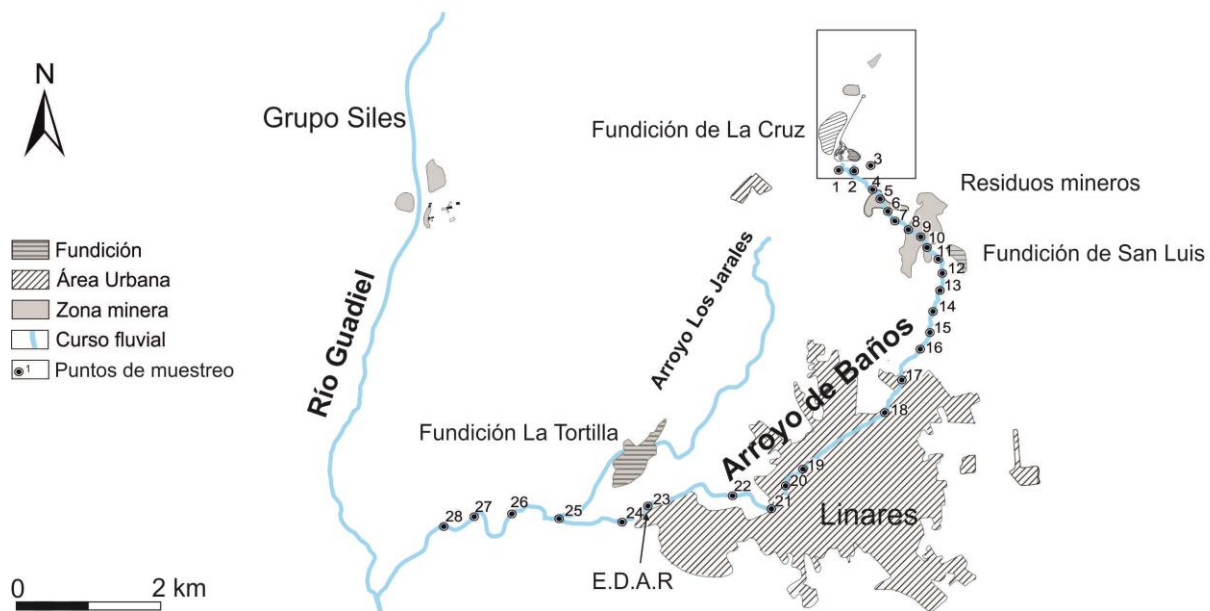 N
Grupo Siles
Fundición de La Cruz
Residuos mineros
Fundición de San Luis
Fundición
Área Urbana
Zona minera
Curso fluvial
1
Puntos de muestreo
Río Guadiel
Arroyo Los Jarales
Arroyo de Baños
Fundición La Tortilla
Linares
E.D.A.R
1
2
3
4
5
6
7
8
9
10
11
12
13
14
15
16
17
18
19
20
21
22
23
24
25
26
27
28
0 2 km